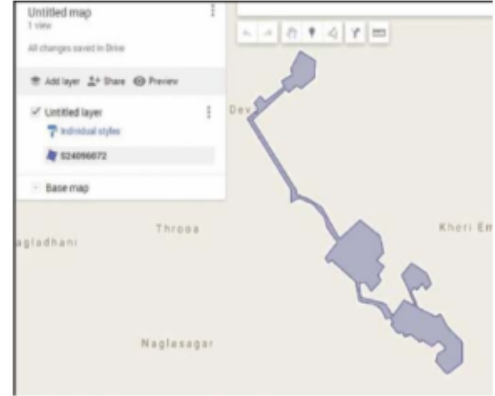 Untitled map
1 view
All changes saved in Drive
Add layer Share Preview
Untitled layer
Individual styles
Base map
Dev
Throoa
agladhani
Kheri Em
Naglasagar